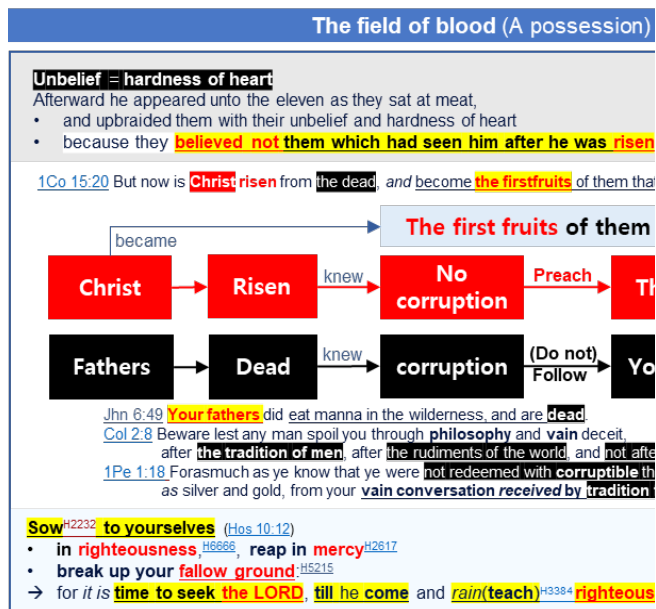 The field of blood (A possession)
Unbelief = hardness of heart
Afterward he appeared unto the eleven as they sat at meat,
• and upbraided them with their unbelief and hardness of heart
• because they believed not them which had seen him after he was risen
1Co 15:20 But now is Christ risen from the dead, and become the firstfruits of them that
The first fruits of them
became
Christ
Risen
knew
No
corruption
Preach
Th
Fathers
Dead
knew
corruption
(Do not)
Follow
Yo
Jhn 6:49 Your fathers did eat manna in the wilderness, and are dead.
Col 2:8 Beware lest any man spoil you through philosophy and vain deceit,
after the tradition of men, after the rudiments of the world, and not afte
1Pe 1:18 Forasmuch as ye know that ye were not redeemed with corruptible th
as silver and gold, from your vain conversation received by tradition
Sow H2232 to yourselves (Hos 10:12)
• in righteousness, H6666, reap in mercy H2617
• break up your fallow ground: H5215
→ for it is time to seek the LORD, till he come and rain(teach) H3384 righteous